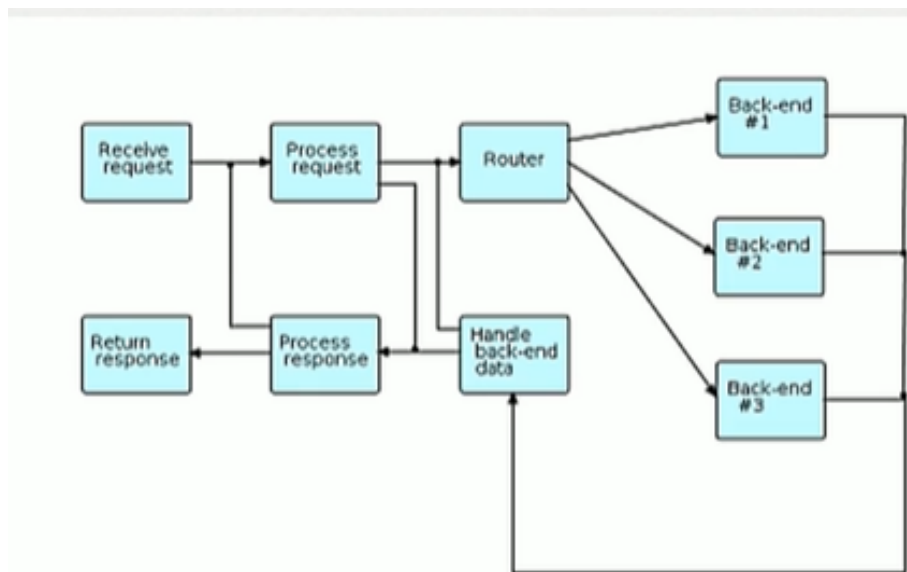 Receive
request
Process
request
Router
Back-end
#1
Back-end
#2
Back-end
#3
Return
response
Process
response
Handle
back-end
data